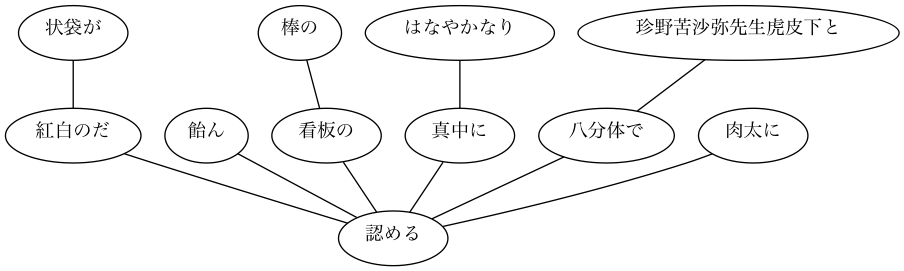 状袋が
棒の
はなやかなり
珍野苦沙弥先生虎皮下と
紅白のだ
飴ん
看板の
真中に
八分体で
肉太に
認める